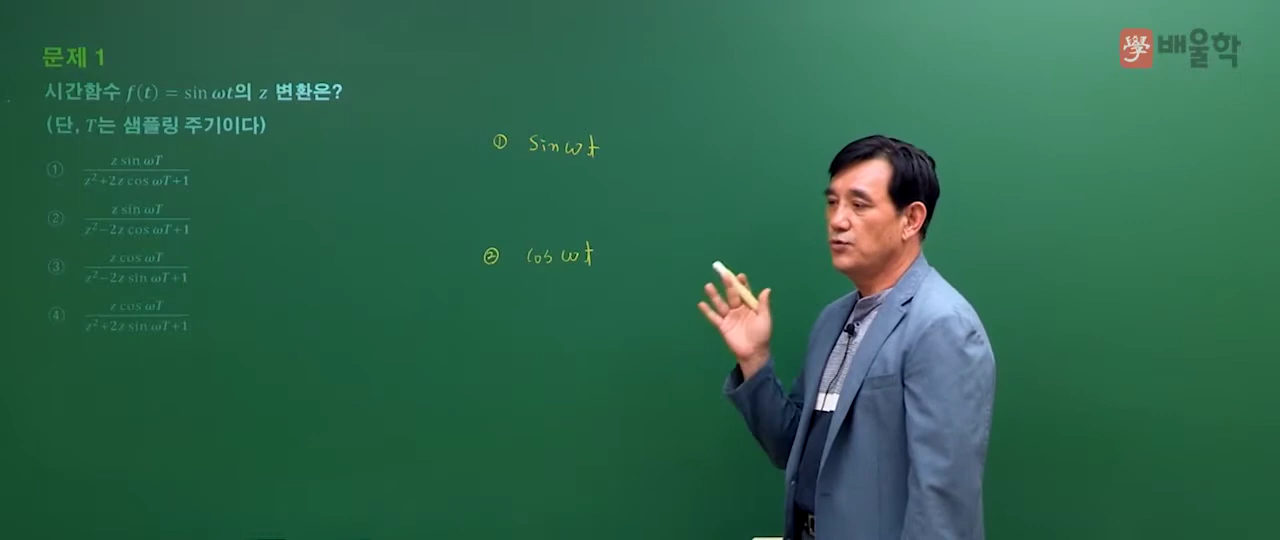 문제 1
시간함수 f(t) = sin ωt의 z 변환은?
(단, T는 샘플링 주기이다)
① z sin ωT / z²+2z cos ωT+1
② z sin ωT / z²−2z cos ωT+1
③ z cos ωT / z²−2z sin ωT+1
④ z cos ωT / z²+2z sin ωT+1
① sin ωt
② cos ωt
學 배울학